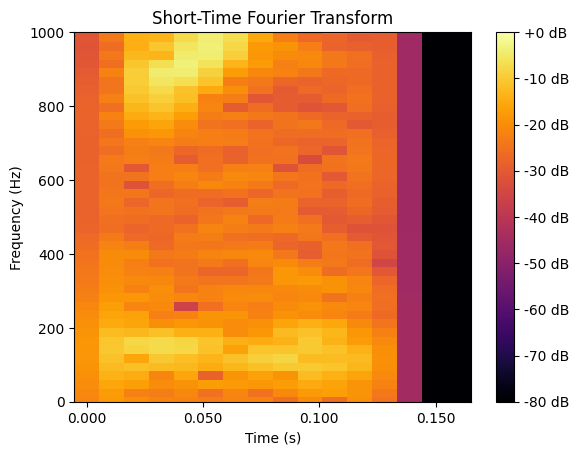 Short-Time Fourier Transform
1000
800
600
400
200
0
Frequency (Hz)
0.000
0.050
0.100
0.150
Time (s)
+0 dB
-10 dB
-20 dB
-30 dB
-40 dB
-50 dB
-60 dB
-70 dB
-80 dB